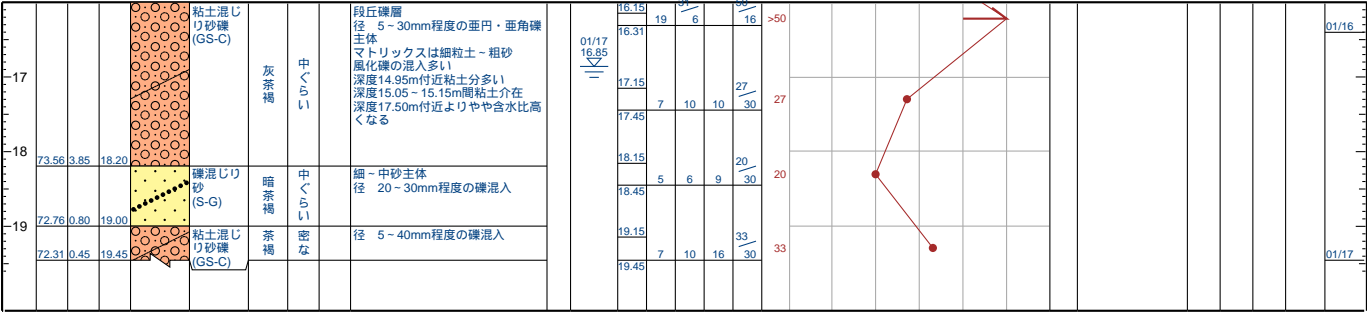 粘土混じ
り砂礫
(GS-C)
灰茶褐
中ぐらい
段丘礫層
径 5~30mm程度の亜円・亜角礫
主体
マトリックスは細粒土~粗砂
風化礫の混入多い
深度14.95m付近粘土分多い
深度15.05~15.15m間粘土介在
深度17.50m付近よりやや含水比高
くなる
01/17
16.85
16.15
16.31
19 6 16
>50
01/16
17
17.15
17.45
7 10 10 27/30
27
18
73.56 3.85 18.20
18.15
18.45
5 6 9 20/30
20
礫混じり
砂
(S-G)
暗茶褐
中ぐらい
細~中砂主体
径 20~30mm程度の礫混入
72.76 0.80 19.00
19
19.15
19.45
7 10 16 33/30
33
粘土混じ
り砂礫
(GS-C)
茶褐
密な
径 5~40mm程度の礫混入
72.31 0.45 19.45
01/17